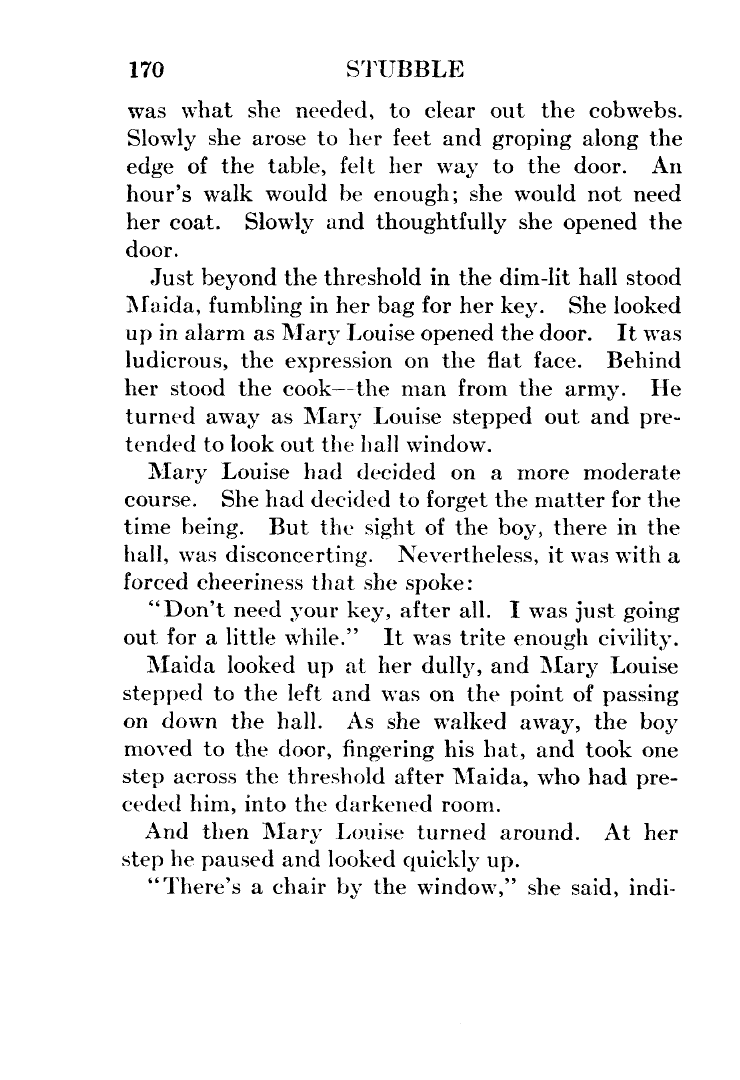 170 STUBBLE
was what she needed, to clear out the cobwebs.
Slowly she arose to her feet and groping along the
edge of the table, felt her way to the door. An
hour's walk would be enough; she would not need
her coat. Slowly and thoughtfully she opened the
door.
Just beyond the threshold in the dim-lit hall stood
Maida, fumbling in her bag for her key. She looked
up in alarm as Mary Louise opened the door. It was
ludicrous, the expression on the flat face. Behind
her stood the cook—the man from the army. He
turned away as Mary Louise stepped out and pre-
tended to look out the hall window.
Mary Louise had decided on a more moderate
course. She had decided to forget the matter for the
time being. But the sight of the boy, there in the
hall, was disconcerting. Nevertheless, it was with a
forced cheeriness that she spoke:
"Don't need your key, after all. I was just going
out for a little while." It was trite enough civility.
Maida looked up at her dully, and Mary Louise
stepped to the left and was on the point of passing
on down the hall. As she walked away, the boy
moved to the door, fingering his hat, and took one
step across the threshold after Maida, who had pre-
ceded him, into the darkened room.
And then Mary Louise turned around. At her
step he paused and looked quickly up.
"There's a chair by the window," she said, indi-